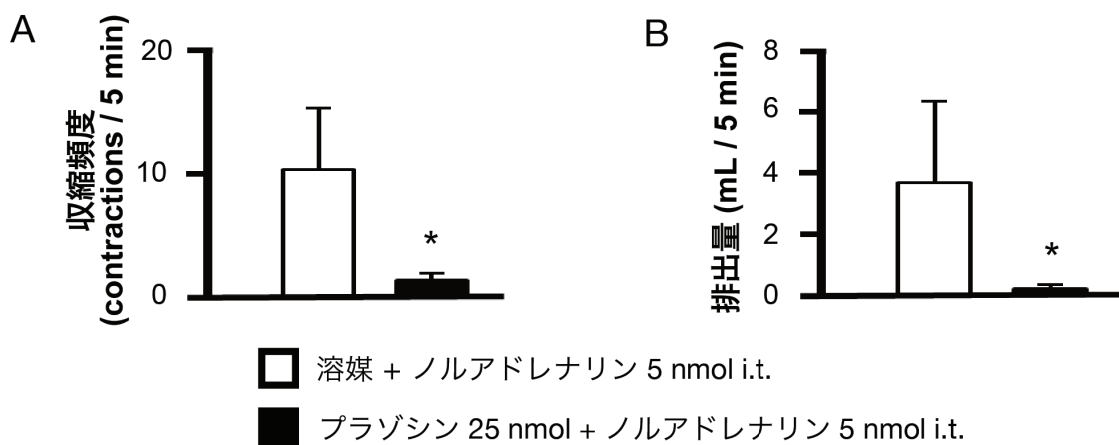 A
収縮頻度
(contractions / 5 min)
20
10
0
*
B
排出量 (mL / 5 min)
8
6
4
2
0
*
溶媒 + ノルアドレナリン 5 nmol i.t.
プラゾシン 25 nmol + ノルアドレナリン 5 nmol i.t.